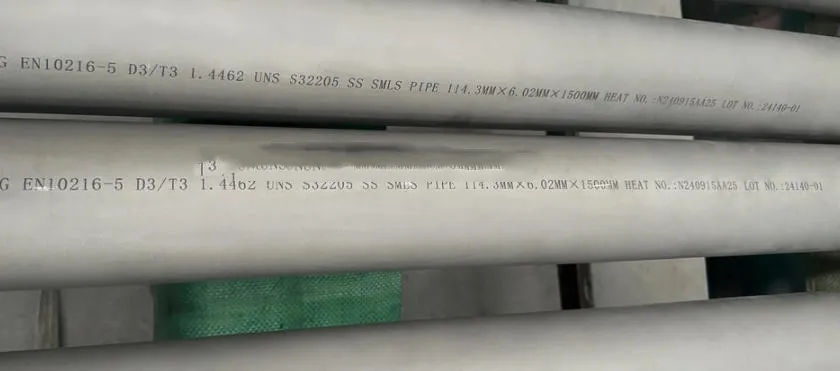 G EN10216-5 D3/T3 1.4462 UNS S32205 SS SMLS PIPE 114.3MM×6.02MM×1500MM HEAT NO.:N240915AA25 LOT NO.:24140-01
T3
G EN10216-5 D3/T3 1.4462 UNS S32205 SS SMLS PIPE 114.3MM×6.02MM×1500MM HEAT NO.:N240915AA25 LOT NO.:24140-01